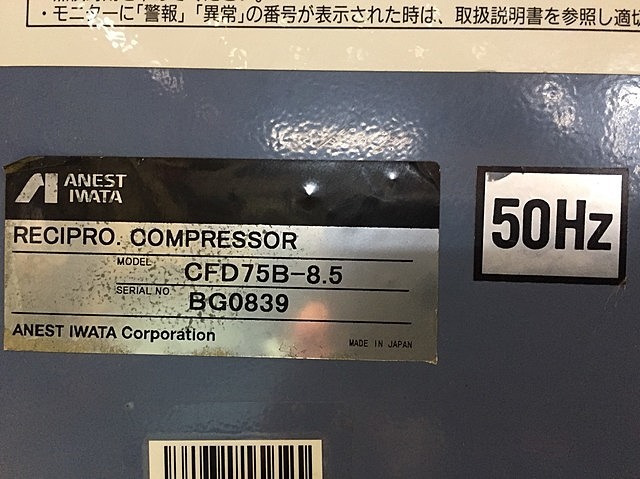 ・モニターに「警報」「異常」の番号が表示された時は、取扱説明書を参照し適切
ANEST
IWATA
RECIPRO. COMPRESSOR
MODEL CFD75B-8.5
SERIAL NO BG0839
ANEST IWATA Corporation
MADE IN JAPAN
50Hz